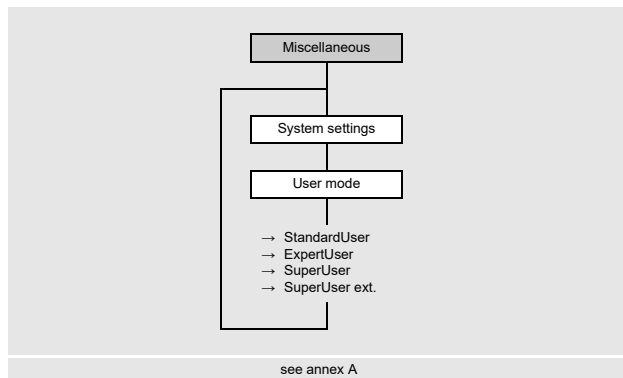 Miscellaneous
System settings
User mode
→ StandardUser
→ ExpertUser
→ SuperUser
→ SuperUser ext.
see annex A